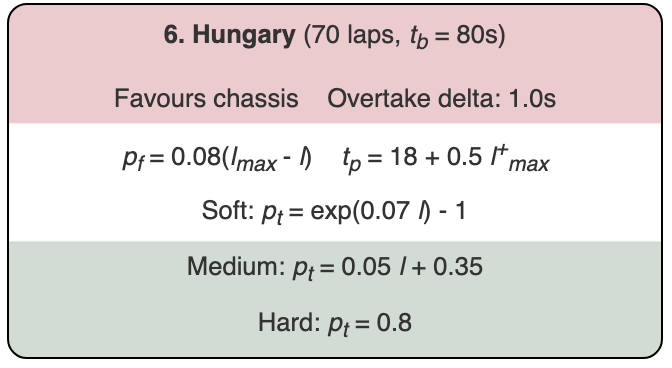 6. Hungary (70 laps, t_b = 80s)
Favours chassis Overtake delta: 1.0s
p_f = 0.08(l_max - l) t_p = 18 + 0.5 l^+_max
Soft: p_t = exp(0.07 l) - 1
Medium: p_t = 0.05 l + 0.35
Hard: p_t = 0.8